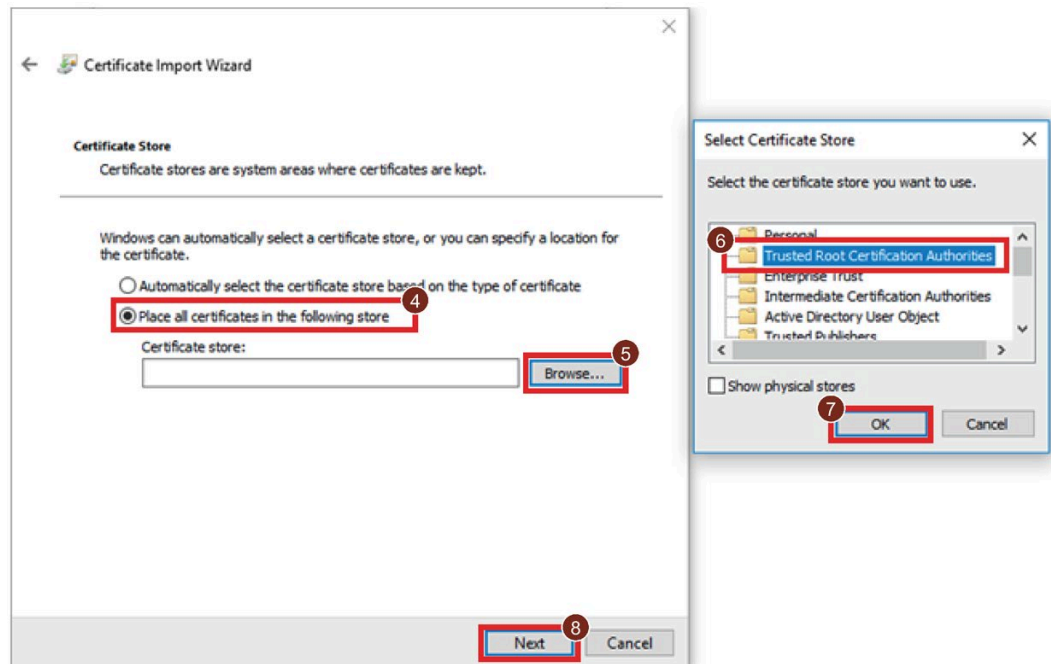 Certificate Import Wizard
Certificate Store
Certificate stores are system areas where certificates are kept.
Windows can automatically select a certificate store, or you can specify a location for
the certificate.
Automatically select the certificate store based on the type of certificate
4
Place all certificates in the following store
Certificate store:
5
Browse...
8
Next
Cancel
Select Certificate Store
Select the certificate store you want to use.
Personal
6
Trusted Root Certification Authorities
Enterprise Trust
Intermediate Certification Authorities
Active Directory User Object
Trusted Publishers
Show physical stores
7
OK
Cancel